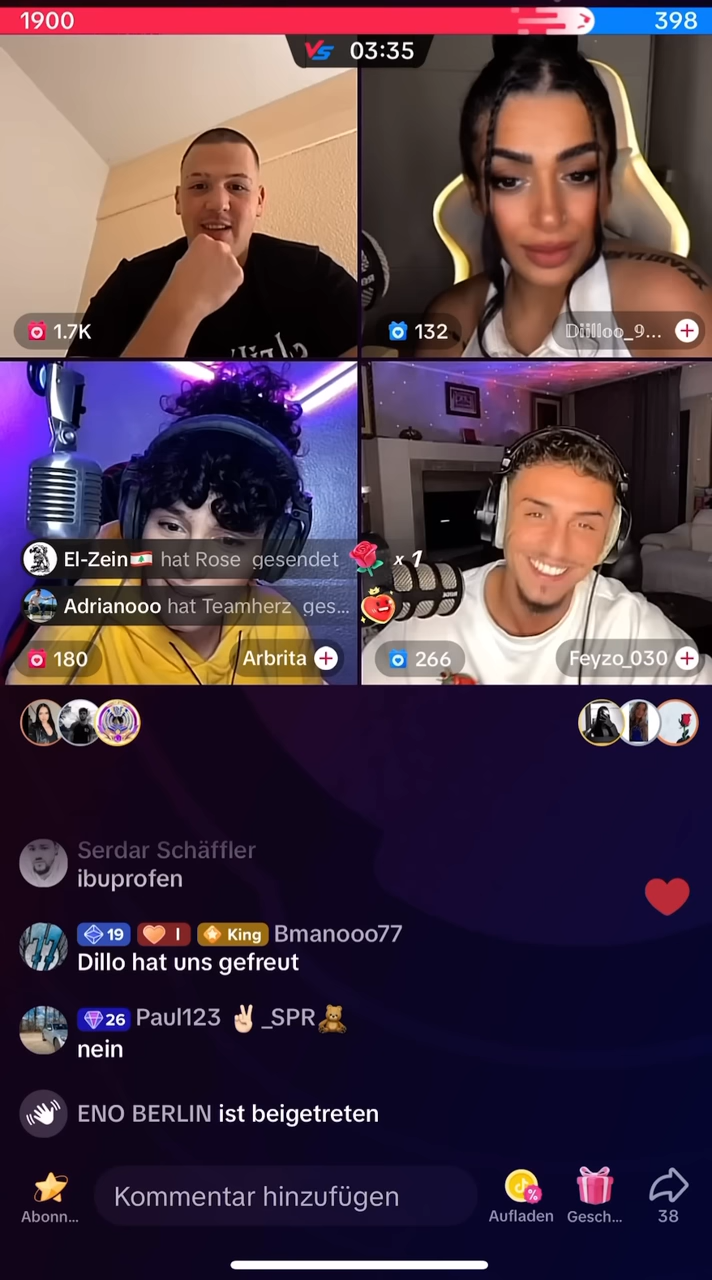 1900
398
VS 03:35
1.7K
132
Diilloo_9...
El-Zein🇱🇧 hat Rose gesendet x 1
Adrianooo hat Teamherz ges...
180
Arbrita
266
Feyzo_030
Serdar Schäffler
ibuprofen
19 I King Bmanooo77
Dillo hat uns gefreut
26 Paul123 ✌🏻_SPR🧸
nein
ENO BERLIN ist beigetreten
Kommentar hinzufügen
Abonn...
Aufladen
Gesch...
38